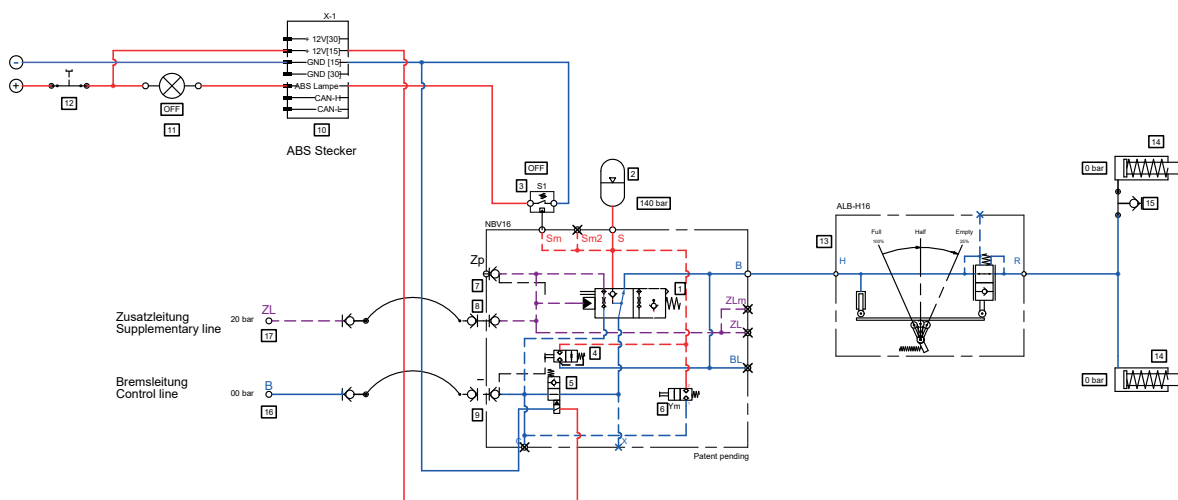 X-1
+ 12V[30]
+ 12V[15]
GND [15]
GND [30]
ABS Lampe
CAN-H
CAN-L
-
+
12
OFF
11
10
ABS Stecker
OFF
3
S1
2
140 bar
NBV16
Sm
Sm2
S
Zp
7
8
1
B
ZLm
ZL
BL
4
5
6
Ym
9
C
X
Patent pending
Zusatzleitung
Supplementary line
20 bar
ZL
17
Bremsleitung
Control line
00 bar
B
16
ALB-H16
13
Full
100%
Half
Empty
25%
H
R
14
0 bar
15
14
0 bar